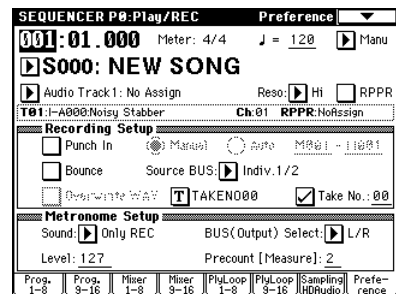 SEQUENCER P0:Play/REC Preference
001:01.000 Meter: 4/4 ♩ = 120 Manu
S000: NEW SONG
Audio Track1: No Assign Reso: Hi RPPR
T01:I-A000:Noisy Stabber Ch:01 RPPR:NoAssign
Recording Setup
Punch In Manual Auto M001 - M001
Bounce Source BUS: Indiv.1/2
Overwrite WAV T TAKENO00 Take No.: 00
Metronome Setup
Sound: Only REC BUS(Output) Select: L/R
Level: 127 Precount [Measure]: 2
Prog. 1-8 Prog. 9-16 Mixer 1-8 Mixer 9-16 PlyLoop 1-8 PlyLoop 9-16 Sampling HDAudio Prefe- rence